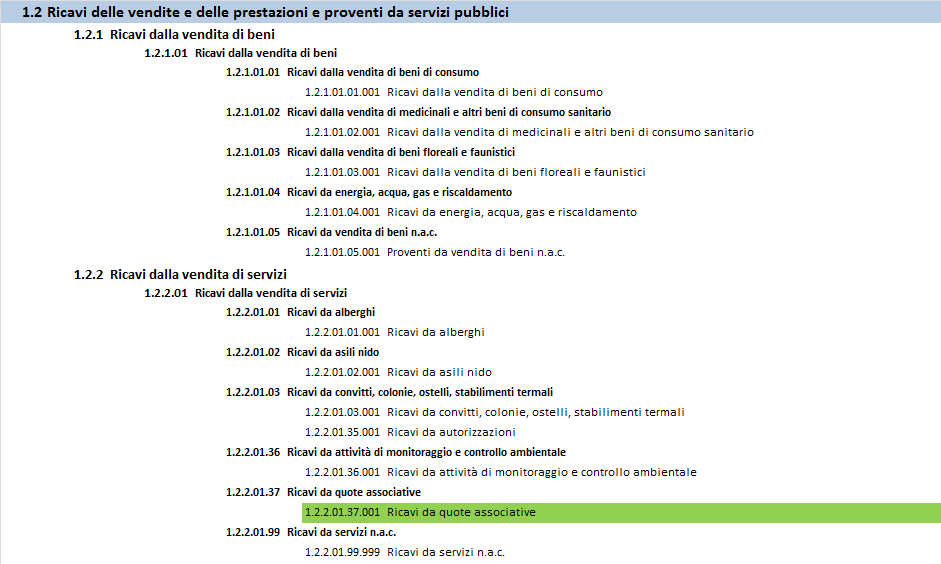 1.2 Ricavi delle vendite e delle prestazioni e proventi da servizi pubblici
1.2.1 Ricavi dalla vendita di beni
1.2.1.01 Ricavi dalla vendita di beni
1.2.1.01.01 Ricavi dalla vendita di beni di consumo
1.2.1.01.01.001 Ricavi dalla vendita di beni di consumo
1.2.1.01.02 Ricavi dalla vendita di medicinali e altri beni di consumo sanitario
1.2.1.01.02.001 Ricavi dalla vendita di medicinali e altri beni di consumo sanitario
1.2.1.01.03 Ricavi dalla vendita di beni floreali e faunistici
1.2.1.01.03.001 Ricavi dalla vendita di beni floreali e faunistici
1.2.1.01.04 Ricavi da energia, acqua, gas e riscaldamento
1.2.1.01.04.001 Ricavi da energia, acqua, gas e riscaldamento
1.2.1.01.05 Ricavi da vendita di beni n.a.c.
1.2.1.01.05.001 Proventi da vendita di beni n.a.c.
1.2.2 Ricavi dalla vendita di servizi
1.2.2.01 Ricavi dalla vendita di servizi
1.2.2.01.01 Ricavi da alberghi
1.2.2.01.01.001 Ricavi da alberghi
1.2.2.01.02 Ricavi da asili nido
1.2.2.01.02.001 Ricavi da asili nido
1.2.2.01.03 Ricavi da convitti, colonie, ostelli, stabilimenti termali
1.2.2.01.03.001 Ricavi da convitti, colonie, ostelli, stabilimenti termali
1.2.2.01.35.001 Ricavi da autorizzazioni
1.2.2.01.36 Ricavi da attività di monitoraggio e controllo ambientale
1.2.2.01.36.001 Ricavi da attività di monitoraggio e controllo ambientale
1.2.2.01.37 Ricavi da quote associative
1.2.2.01.37.001 Ricavi da quote associative
1.2.2.01.99 Ricavi da servizi n.a.c.
1.2.2.01.99.999 Ricavi da servizi n.a.c.